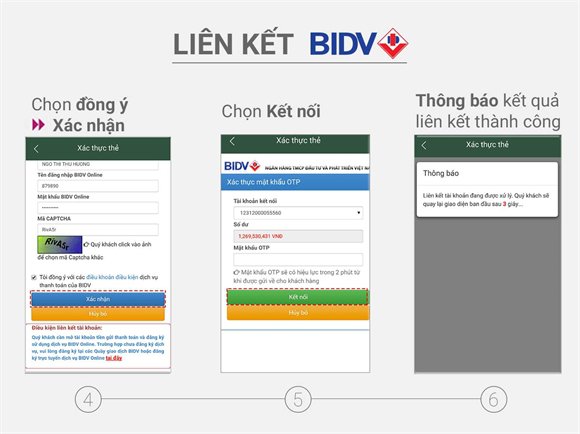 LIÊN KẾT BIDV
Chọn đồng ý
Xác nhận
Xác thực thẻ
NGO THI THU HUONG
Tên đăng nhập BIDV Online
879890
Mật khẩu BIDV Online
Mã CAPTCHA
RivASr
RivASr
Quý khách click vào ảnh
để chọn mã Captcha khác
Tôi đồng ý với các điều khoản điều kiện dịch vụ
thanh toán của BIDV
Xác nhận
Hủy bỏ
Điều kiện liên kết tài khoản:
Quý khách cần mở tài khoản tiền gửi thanh toán và đăng ký
sử dụng dịch vụ BIDV Online. Trường hợp chưa đăng ký dịch
vụ, vui lòng đăng ký tại các Quầy giao dịch BIDV hoặc đăng
ký trực tuyến dịch vụ BIDV Online tại đây
4
Chọn Kết nối
Xác thực thẻ
BIDV NGÂN HÀNG TMCP ĐẦU TƯ VÀ PHÁT TRIỂN VIỆT NA
Xác thực mật khẩu OTP
Tài khoản kết nối
12312000055560
Số dư
1,269,530,431 VNĐ
Mật khẩu OTP
Mật khẩu OTP sẽ có hiệu lực trong 2 phút từ
khi được gửi về cho khách hàng
Kết nối
Hủy bỏ
5
Thông báo kết quả
liên kết thành công
Xác thực thẻ
Thông báo
Liên kết tài khoản đang được xử lý. Quý khách sẽ
quay lại giao diện ban đầu sau 3 giây...
6